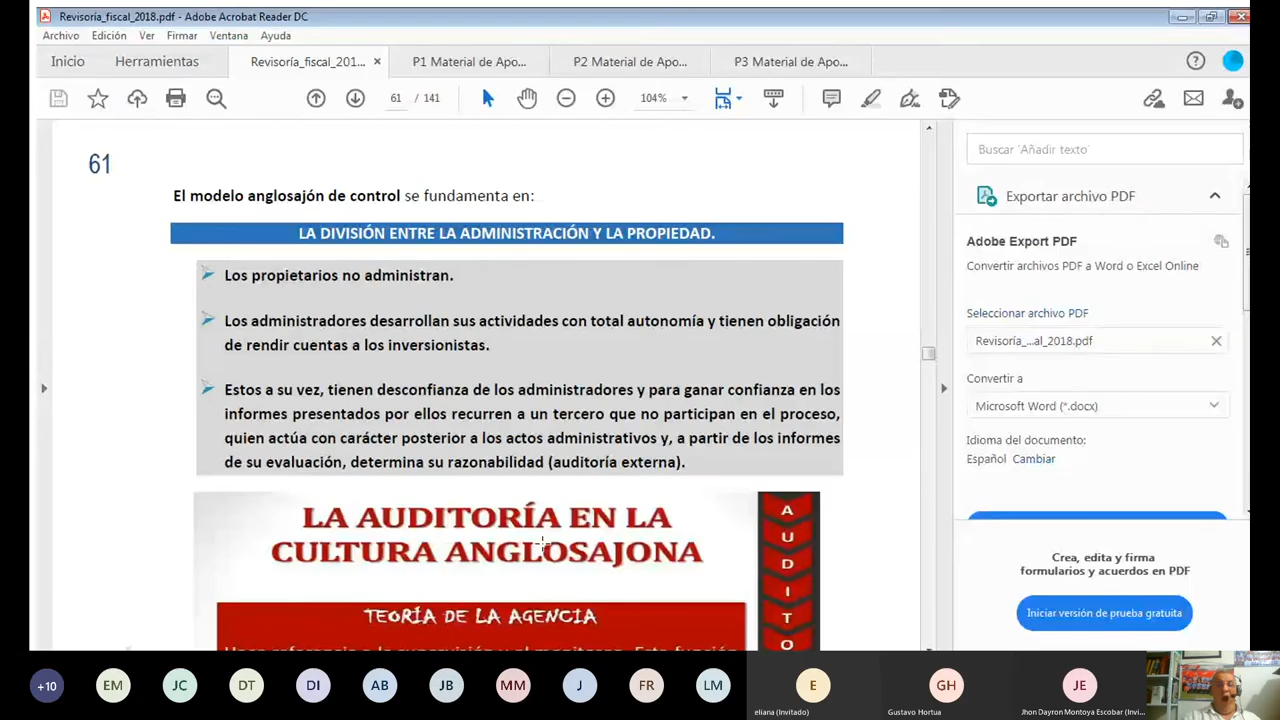 Revisoría_fiscal_2018.pdf - Adobe Acrobat Reader DC
Archivo Edición Ver Firmar Ventana Ayuda
Inicio Herramientas Revisoría_fiscal_201... × P1 Material de Apo... P2 Material de Apo... P3 Material de Apo...
61 / 141 104%
61
El modelo anglosajón de control se fundamenta en:
LA DIVISIÓN ENTRE LA ADMINISTRACIÓN Y LA PROPIEDAD.
Los propietarios no administran.
Los administradores desarrollan sus actividades con total autonomía y tienen obligación
de rendir cuentas a los inversionistas.
Estos a su vez, tienen desconfianza de los administradores y para ganar confianza en los
informes presentados por ellos recurren a un tercero que no participan en el proceso,
quien actúa con carácter posterior a los actos administrativos y, a partir de los informes
de su evaluación, determina su razonabilidad (auditoría externa).
LA AUDITORÍA EN LA
CULTURA ANGLOSAJONA
TEORÍA DE LA AGENCIA
A
U
D
I
T
O
Buscar 'Añadir texto'
Exportar archivo PDF
Adobe Export PDF
Convertir archivos PDF a Word o Excel Online
Seleccionar archivo PDF
Revisoría_...al_2018.pdf
Convertir a
Microsoft Word (*.docx)
Idioma del documento:
Español Cambiar
Crea, edita y firma
formularios y acuerdos en PDF
Iniciar versión de prueba gratuita
+10 EM JC DT DI AB JB MM J FR LM E GH JE
eliana (Invitado) Gustavo Hortua Jhon Dayron Montoya Escobar (Invi...